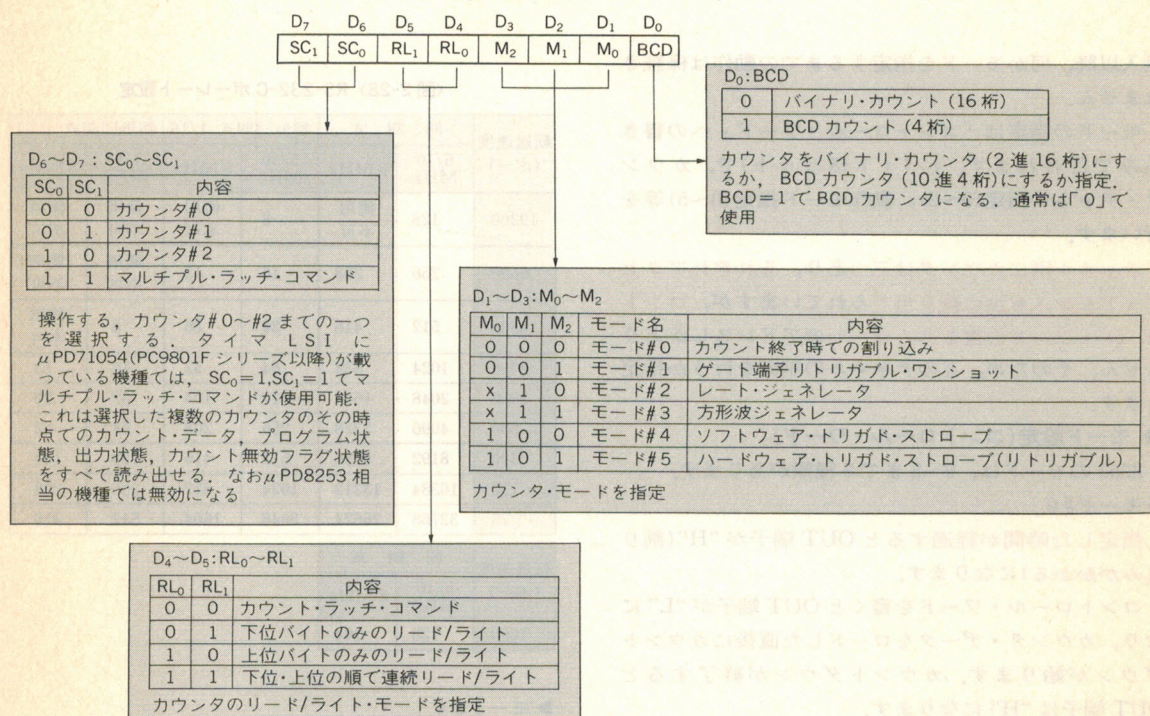 D₇ D₆ D₅ D₄ D₃ D₂ D₁ D₀
SC₁ SC₀ RL₁ RL₀ M₂ M₁ M₀ BCD
D₀:BCD
0 バイナリ・カウント (16桁)
1 BCDカウント (4桁)
カウンタをバイナリ・カウンタ (2進16桁)にす
るか, BCDカウンタ (10進4桁)にするか指定.
BCD=1でBCDカウンタになる. 通常は「0」で
使用
D₆〜D₇：SC₀〜SC₁
SC₀ SC₁ 内容
0 0 カウンタ#0
0 1 カウンタ#1
1 0 カウンタ#2
1 1 マルチプル・ラッチ・コマンド
操作する, カウンタ#0〜#2までの一つ
を選択する. タイマ LSI に
μPD71054(PC9801Fシリーズ以降)が載
っている機種では, SC₀=1,SC₁=1でマ
ルチプル・ラッチ・コマンドが使用可能.
これは選択した複数のカウンタのその時
点でのカウント・データ, プログラム状
態, 出力状態, カウント無効フラグ状態
をすべて読み出せる. なおμPD8253相
当の機種では無効になる
D₁〜D₃:M₀〜M₂
M₀ M₁ M₂ モード名 内容
0 0 0 モード#0 カウント終了時での割り込み
0 0 1 モード#1 ゲート端子リトリガブル・ワンショット
x 1 0 モード#2 レート・ジェネレータ
x 1 1 モード#3 方形波ジェネレータ
1 0 0 モード#4 ソフトウェア・トリガド・ストローブ
1 0 1 モード#5 ハードウェア・トリガド・ストローブ(リトリガブル)
カウンタ・モードを指定
D₄〜D₅:RL₀〜RL₁
RL₀ RL₁ 内容
0 0 カウント・ラッチ・コマンド
0 1 下位バイトのみのリード/ライト
1 0 上位バイトのみのリード/ライト
1 1 下位・上位の順で連続リード/ライト
カウンタのリード/ライト・モードを指定